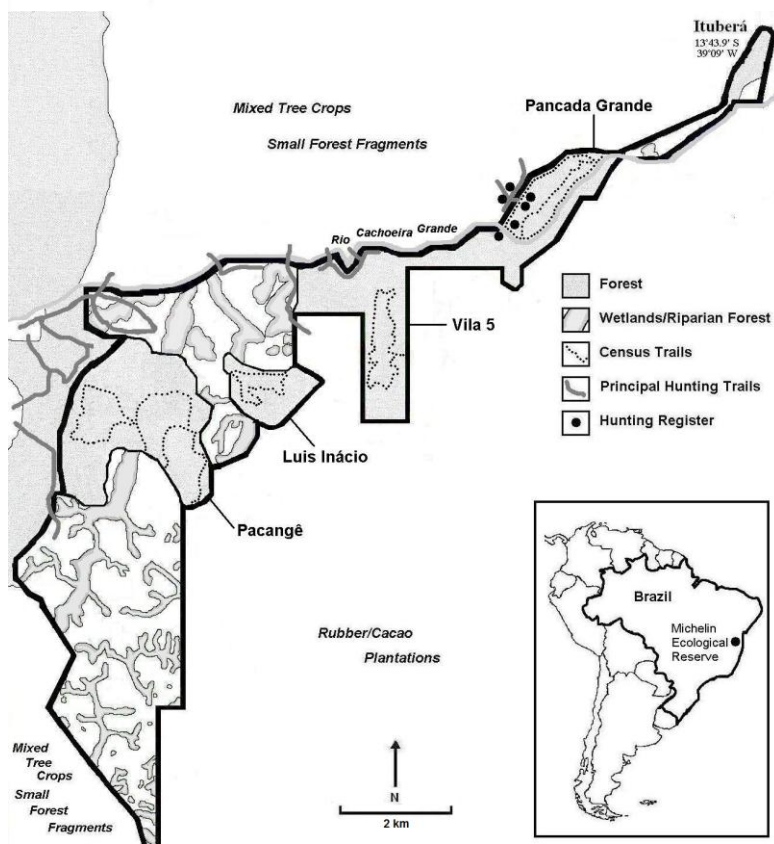 Ituberá
13°43.9' S
39°09' W
Pancada Grande
Mixed Tree Crops
Small Forest Fragments
Rio Cachoeira Grande
Forest
Wetlands/Riparian Forest
Census Trails
Principal Hunting Trails
Hunting Register
Vila 5
Luis Inácio
Pacangê
Rubber/Cacao
Plantations
Brazil
Michelin
Ecological
Reserve
Mixed
Tree
Crops
Small
Forest
Fragments
N
2 km